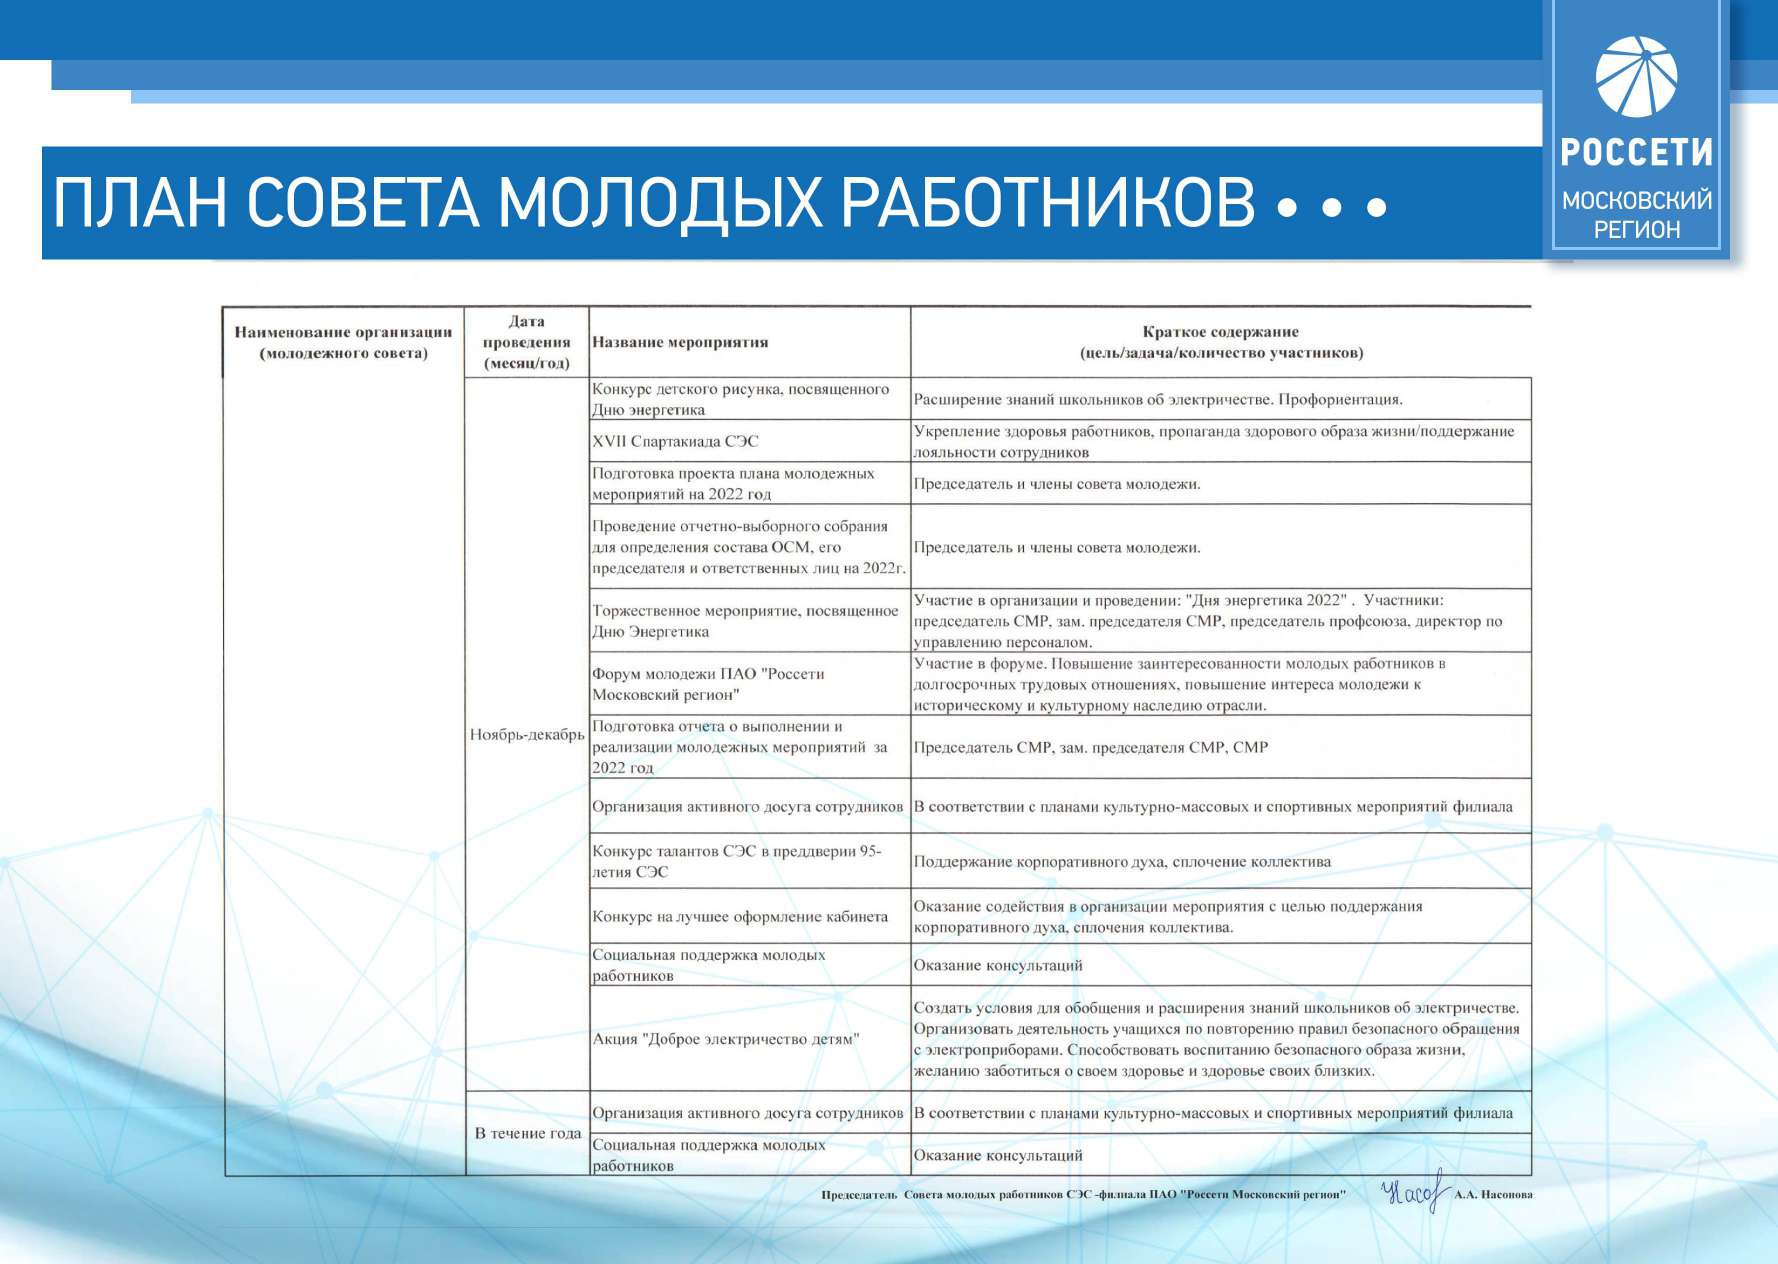 РОССЕТИ
МОСКОВСКИЙ
РЕГИОН
ПЛАН СОВЕТА МОЛОДЫХ РАБОТНИКОВ • • •
Наименование организации
(молодежного совета)
Дата
проведения
(месяц/год)
Название мероприятия
Краткое содержание
(цель/задача/количество участников)
Ноябрь-декабрь
Конкурс детского рисунка, посвященного
Дню энергетика
Расширение знаний школьников об электричестве. Профориентация.
XVII Спартакиада СЭС
Укрепление здоровья работников, пропаганда здорового образа жизни/поддержание
лояльности сотрудников
Подготовка проекта плана молодежных
мероприятий на 2022 год
Председатель и члены совета молодежи.
Проведение отчетно-выборного собрания
для определения состава ОСМ, его
председателя и ответственных лиц на 2022г.
Председатель и члены совета молодежи.
Торжественное мероприятие, посвященное
Дню Энергетика
Участие в организации и проведении: "Дня энергетика 2022" . Участники:
председатель СМР, зам. председателя СМР, председатель профсоюза, директор по
управлению персоналом.
Форум молодежи ПАО "Россети
Московский регион"
Участие в форуме. Повышение заинтересованности молодых работников в
долгосрочных трудовых отношениях, повышение интереса молодежи к
историческому и культурному наследию отрасли.
Подготовка отчета о выполнении и
реализации молодежных мероприятий за
2022 год
Председатель СМР, зам. председателя СМР, СМР
Организация активного досуга сотрудников
В соответствии с планами культурно-массовых и спортивных мероприятий филиала
Конкурс талантов СЭС в преддверии 95-
летия СЭС
Поддержание корпоративного духа, сплочение коллектива
Конкурс на лучшее оформление кабинета
Оказание содействия в организации мероприятия с целью поддержания
корпоративного духа, сплочения коллектива.
Социальная поддержка молодых
работников
Оказание консультаций
Акция "Доброе электричество детям"
Создать условия для обобщения и расширения знаний школьников об электричестве.
Организовать деятельность учащихся по повторению правил безопасного обращения
с электроприборами. Способствовать воспитанию безопасного образа жизни,
желанию заботиться о своем здоровье и здоровье своих близких.
В течение года
Организация активного досуга сотрудников
В соответствии с планами культурно-массовых и спортивных мероприятий филиала
Социальная поддержка молодых
работников
Оказание консультаций
Председатель Совета молодых работников СЭС -филиала ПАО "Россети Московский регион"
Насоf
А.А. Насонова